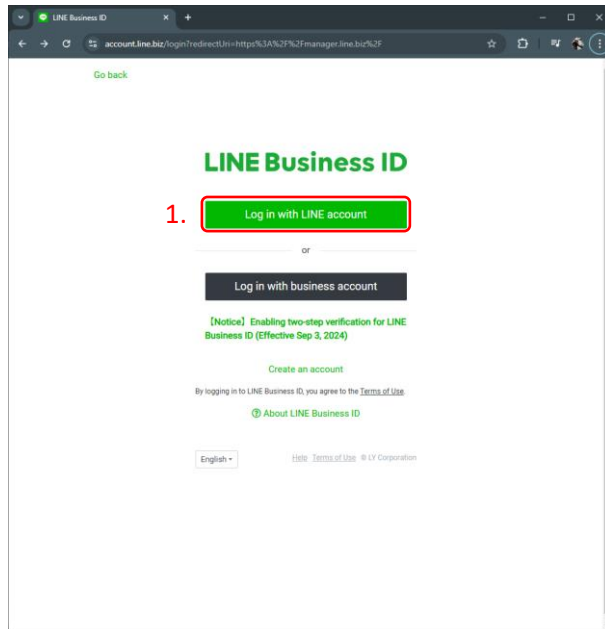 LINE Business ID
account.line.biz/login?redirectUri=https%3A%2F%2Fmanager.line.biz%2F
Go back
LINE Business ID
1. Log in with LINE account
or
Log in with business account
【Notice】Enabling two-step verification for LINE
Business ID (Effective Sep 3, 2024)
Create an account
By logging in to LINE Business ID, you agree to the Terms of Use.
About LINE Business ID
English
Help Terms of Use © LY Corporation